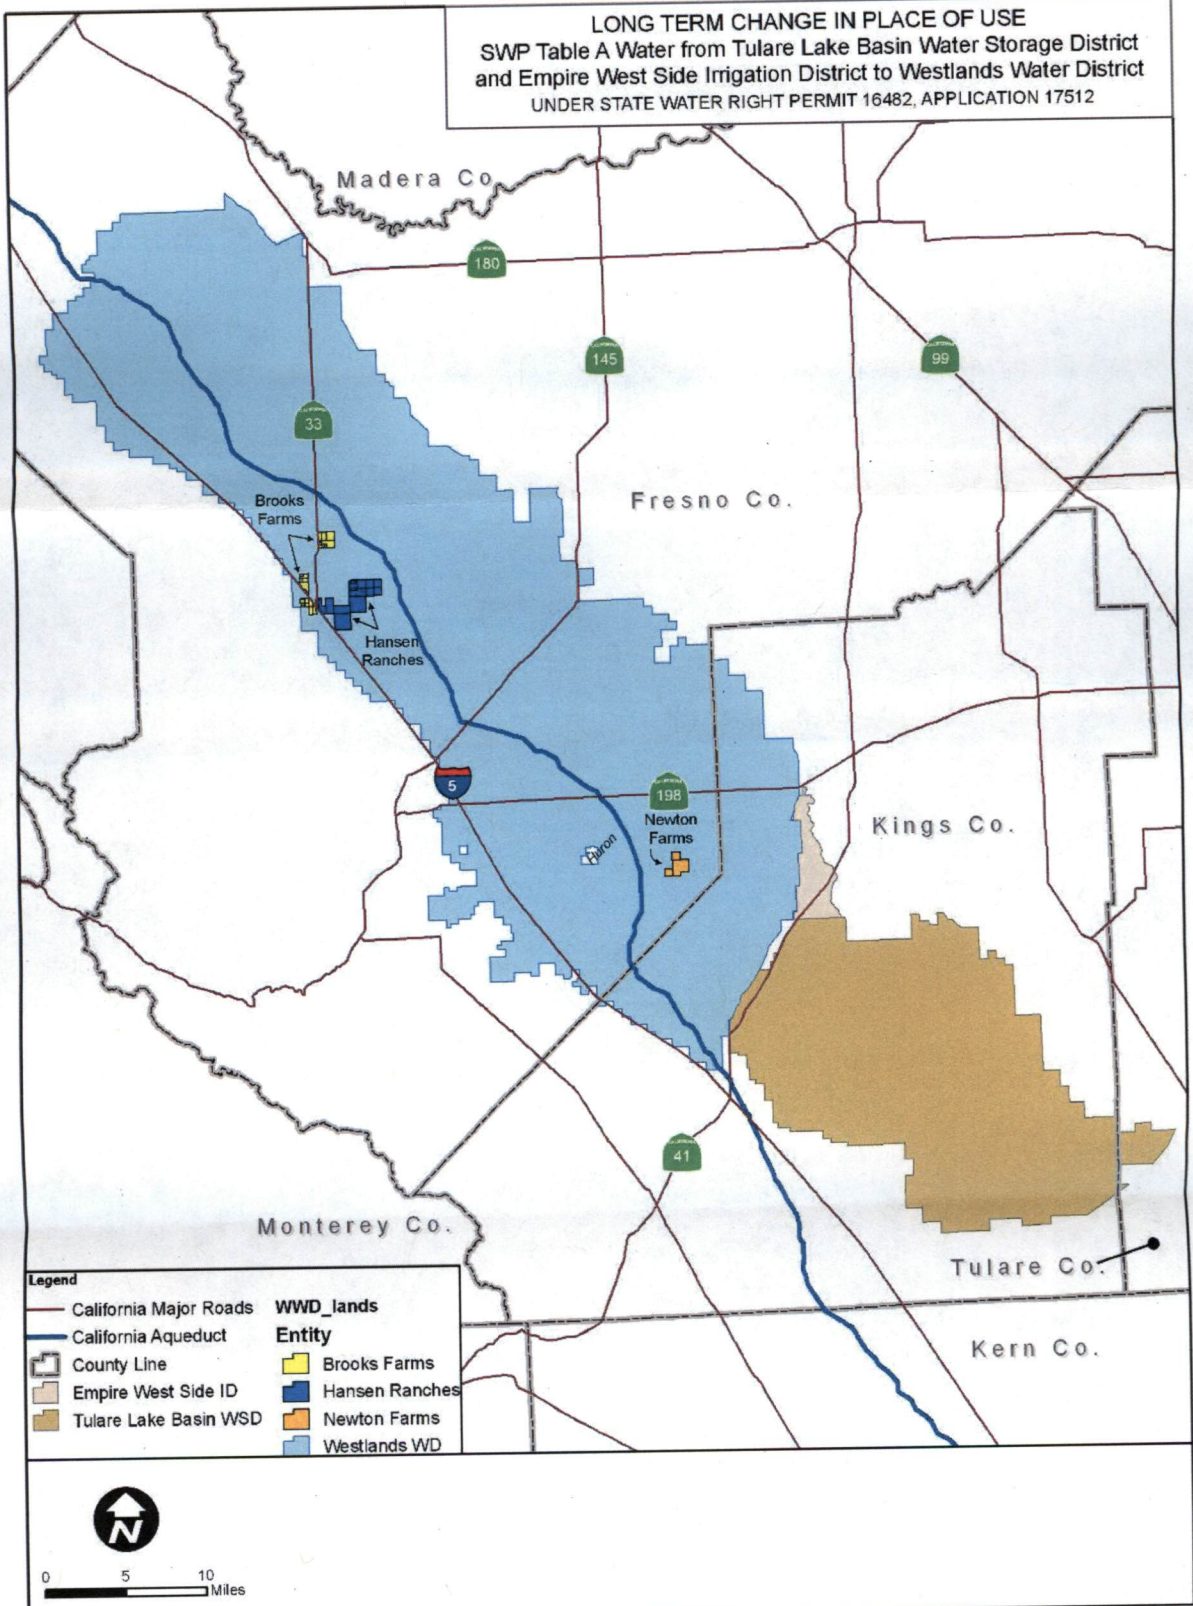 LONG TERM CHANGE IN PLACE OF USE
SWP Table A Water from Tulare Lake Basin Water Storage District
and Empire West Side Irrigation District to Westlands Water District
UNDER STATE WATER RIGHT PERMIT 16482, APPLICATION 17512
Madera Co
180
145
99
33
Fresno Co.
Brooks
Farms
Hansen
Ranches
5
198
Newton
Farms
Huron
Kings Co.
41
Monterey Co.
Tulare Co.
Kern Co.
Legend
California Major Roads
California Aqueduct
County Line
Empire West Side ID
Tulare Lake Basin WSD
WWD_lands
Entity
Brooks Farms
Hansen Ranches
Newton Farms
Westlands WD
N
0 5 10
Miles